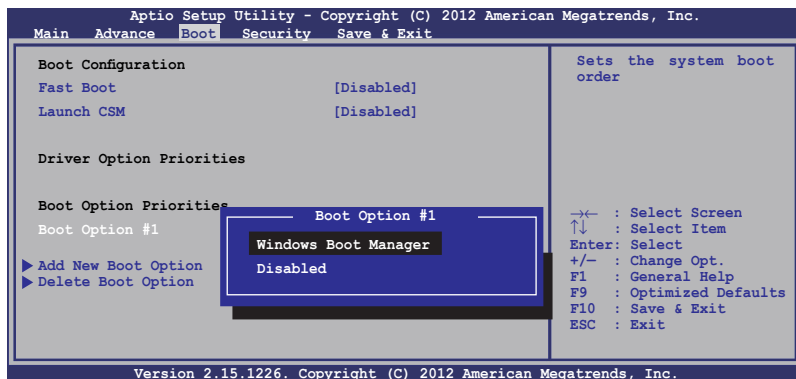 Aptio Setup Utility - Copyright (C) 2012 American Megatrends, Inc.
Main Advance Boot Security Save & Exit
Boot Configuration
Fast Boot [Disabled]
Launch CSM [Disabled]
Driver Option Priorities
Boot Option Priorities
Boot Option #1
Add New Boot Option
Delete Boot Option
Boot Option #1
Windows Boot Manager
Disabled
Sets the system boot
order
→← : Select Screen
↑↓ : Select Item
Enter: Select
+/— : Change Opt.
F1 : General Help
F9 : Optimized Defaults
F10 : Save & Exit
ESC : Exit
Version 2.15.1226. Copyright (C) 2012 American Megatrends, Inc.